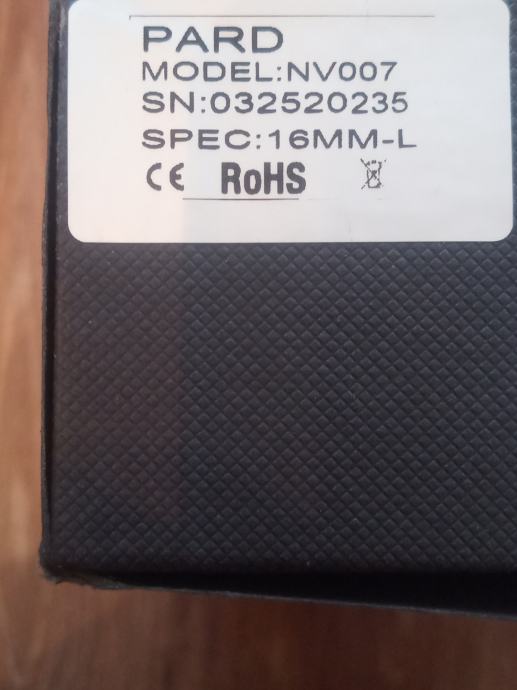 PARD
MODEL:NV007
SN:032520235
SPEC:16MM-L
CE RoHS